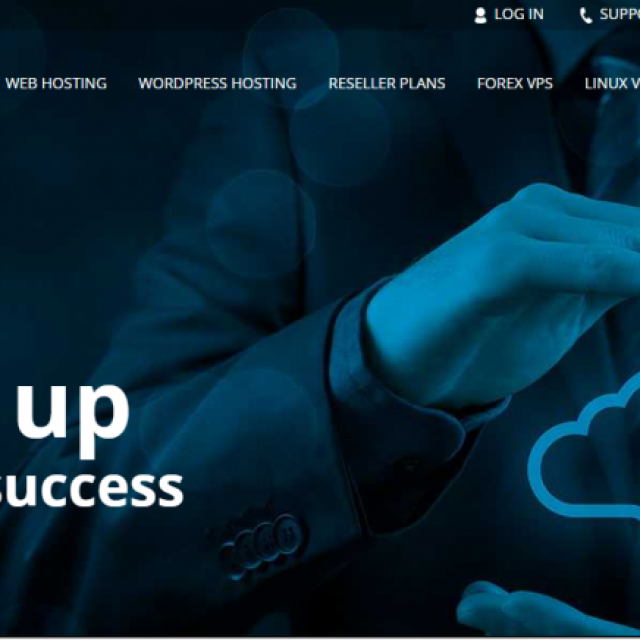 LOG IN SUPPO
WEB HOSTING WORDPRESS HOSTING RESELLER PLANS FOREX VPS LINUX V
up
success